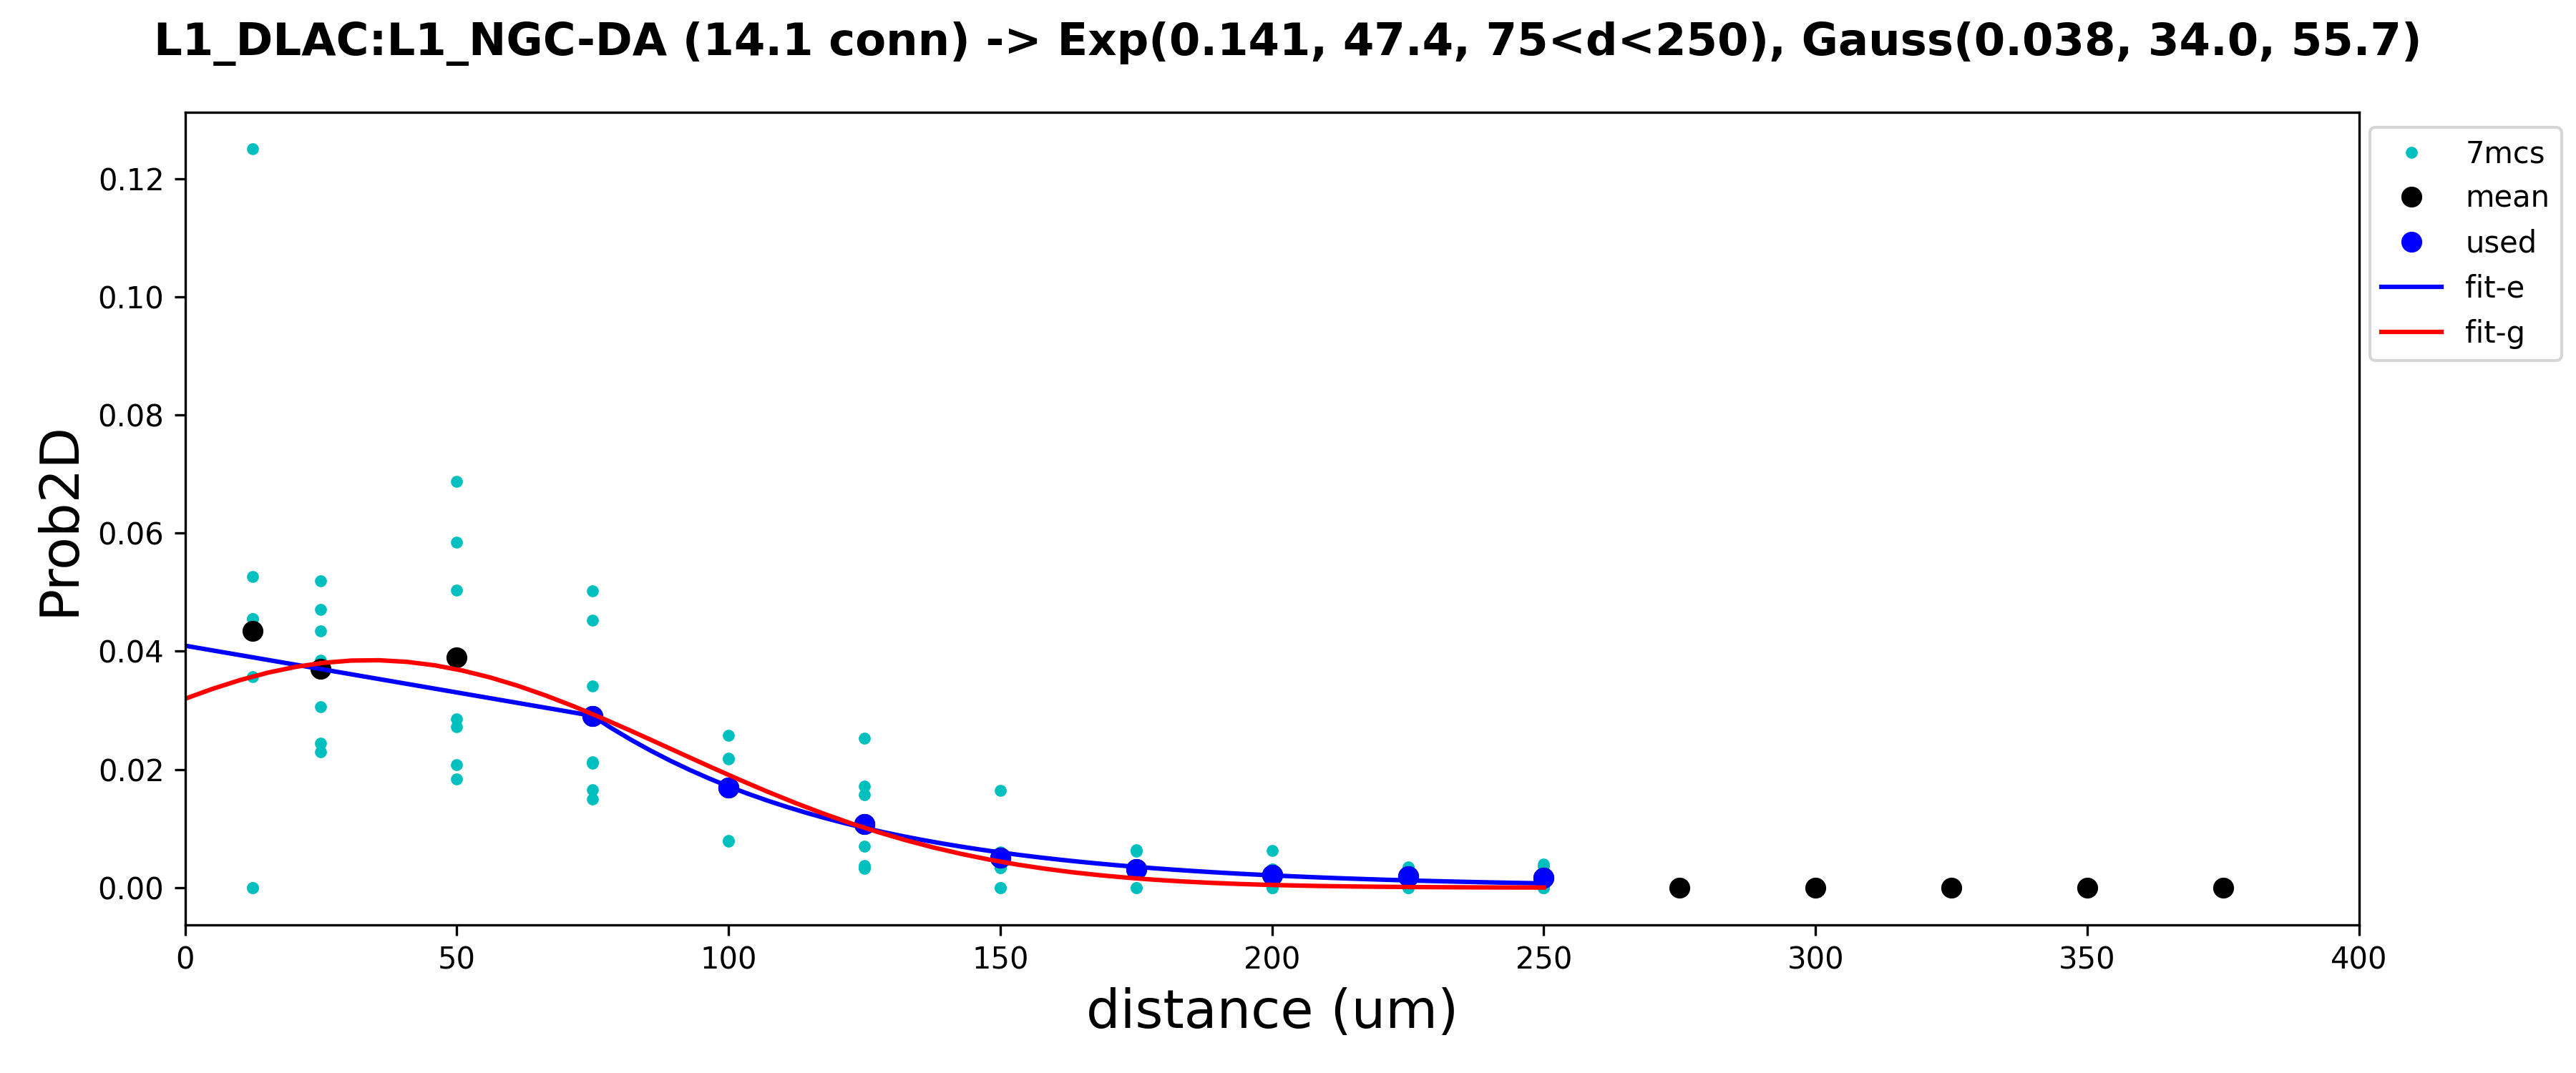 L1_DLAC:L1_NGC-DA (14.1 conn) -> Exp(0.141, 47.4, 75<d<250), Gauss(0.038, 34.0, 55.7)
7mcs
mean
used
fit-e
fit-g
Prob2D
0.12
0.10
0.08
0.06
0.04
0.02
0.00
0 50 100 150 200 250 300 350 400
distance (um)